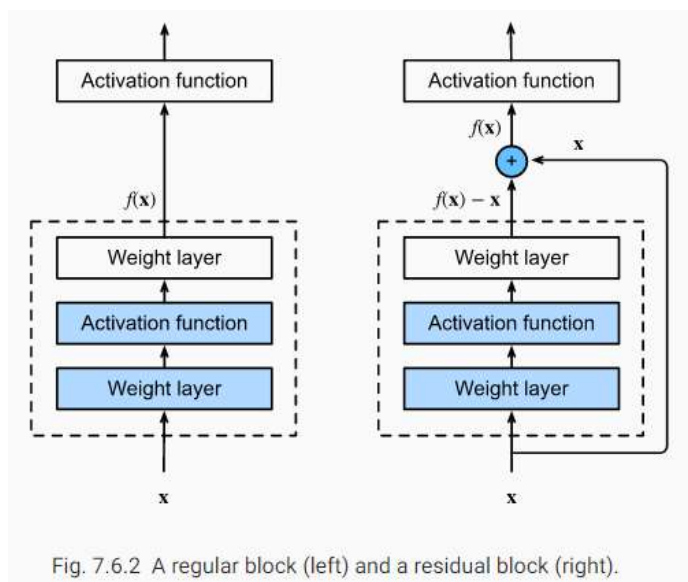 Activation function
f(x)
Weight layer
Activation function
Weight layer
x
Activation function
f(x)
+
x
f(x) − x
Weight layer
Activation function
Weight layer
x
Fig. 7.6.2 A regular block (left) and a residual block (right).